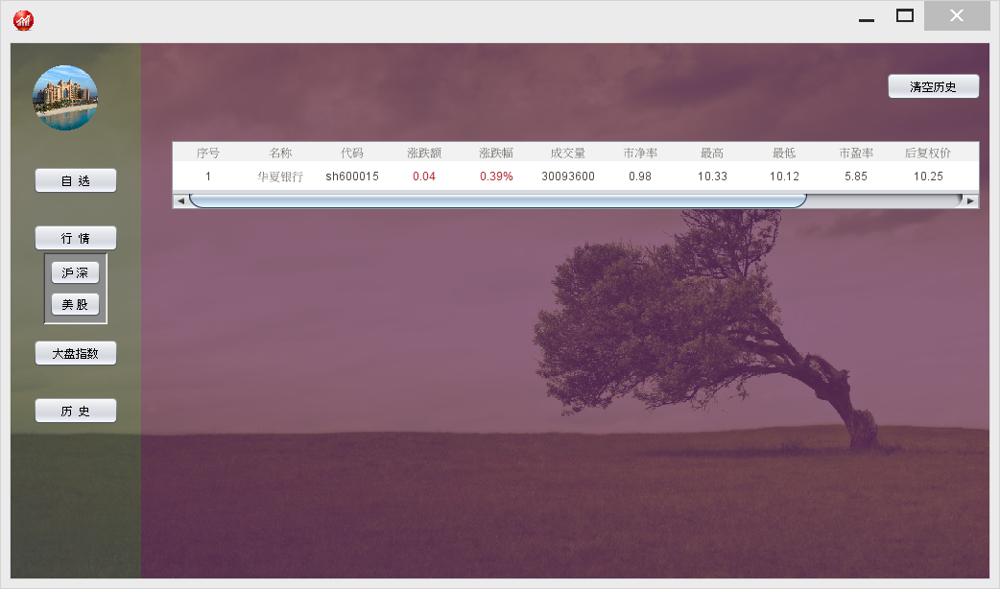 清空历史
序号 名称 代码 涨跌额 涨跌幅 成交量 市净率 最高 最低 市盈率 后复权价
1 华夏银行 sh600015 0.04 0.39% 30093600 0.98 10.33 10.12 5.85 10.25
自 选
行 情
沪 深
美 股
大盘指数
历 史